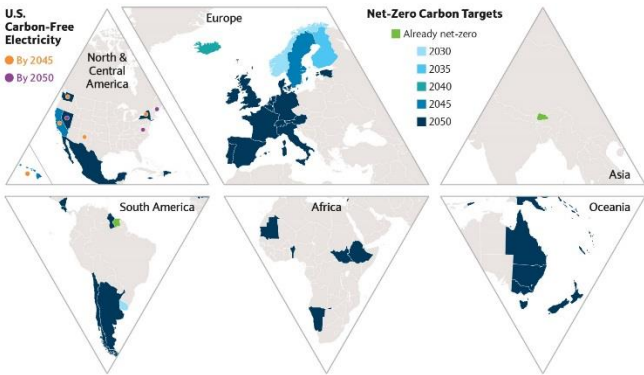 U.S.
Carbon-Free
Electricity
By 2045
By 2050
North &
Central
America
Europe
Net-Zero Carbon Targets
Already net-zero
2030
2035
2040
2045
2050
Asia
South America
Africa
Oceania